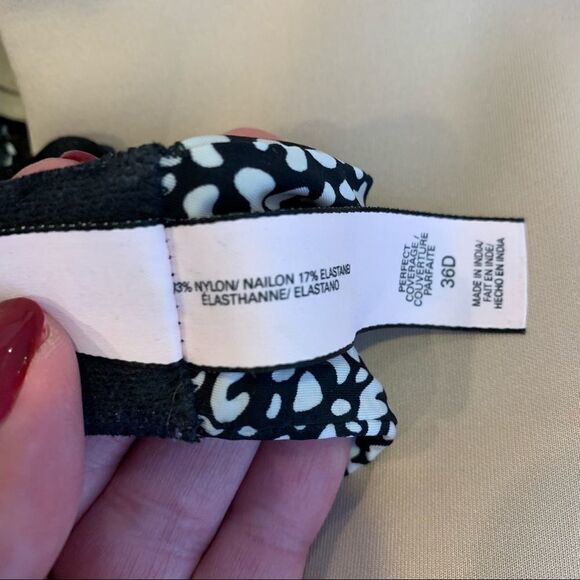 3% NYLON/ NAILON 17% ELASTANE/
ÉLASTHANNE/ ELASTANO
PERFECT
COVERAGE/
COUVERTURE
PARFAITE
36D
MADE IN INDIA/
FAIT EN INDE/
HECHO EN INDIA